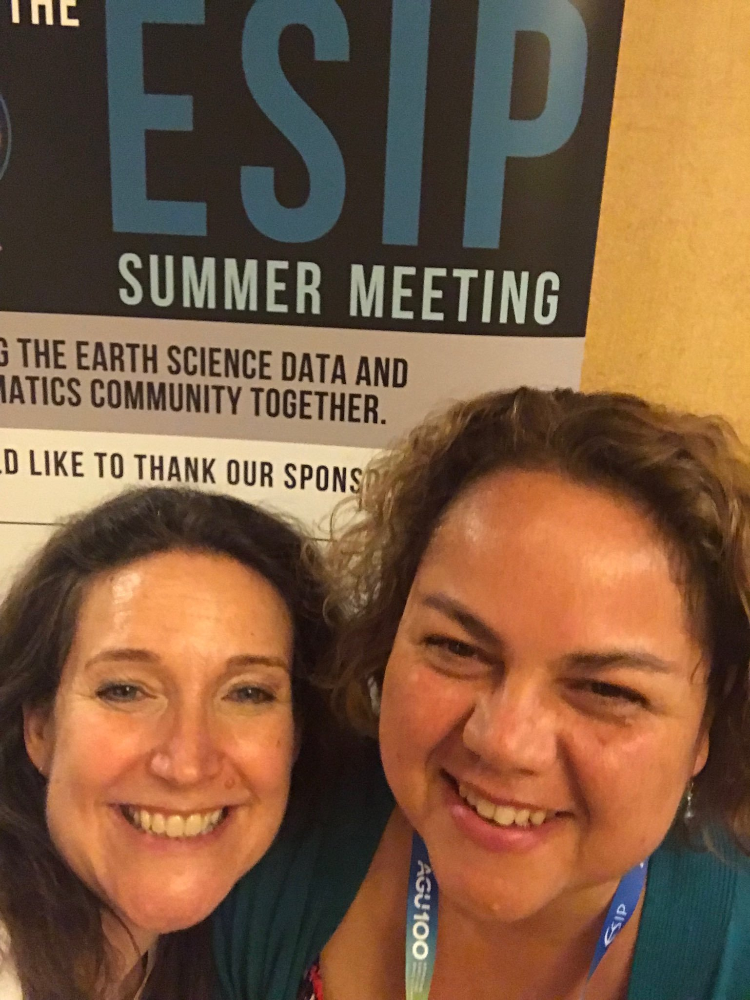 THE
ESIP
SUMMER MEETING
G THE EARTH SCIENCE DATA AND
MATICS COMMUNITY TOGETHER.
LD LIKE TO THANK OUR SPONS
AGU100
ESIP